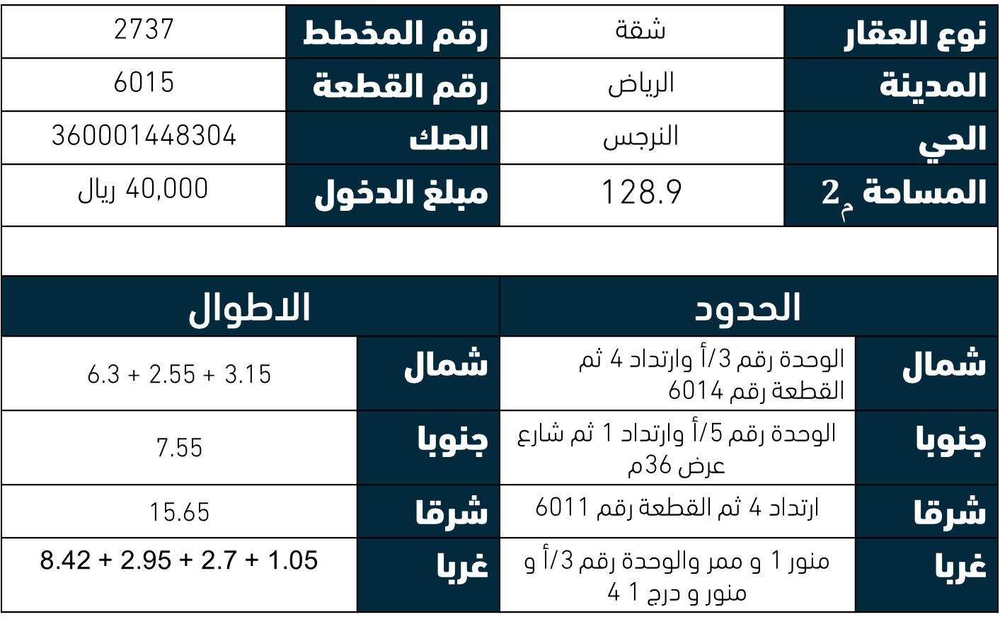 نوع العقار شقة رقم المخطط 2737
المدينة الرياض رقم القطعة 6015
الحي النرجس الصك 360001448304
المساحة م2 128.9 مبلغ الدخول 40,000 ريال
الحدود الاطوال
شمال الوحدة رقم 3/أ وارتداد 4 ثم شمال 6.3 + 2.55 + 3.15
القطعة رقم 6014
جنوبا الوحدة رقم 5/أ وارتداد 1 ثم شارع جنوبا 7.55
عرض 36م
شرقا ارتداد 4 ثم القطعة رقم 6011 شرقا 15.65
غربا منور 1 و ممر والوحدة رقم 3/أ و غربا 8.42 + 2.95 + 2.7 + 1.05
منور و درج 1 4